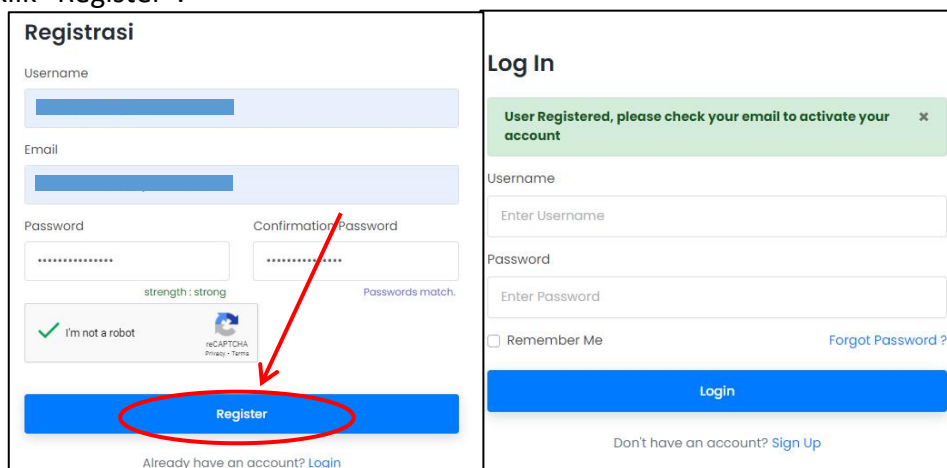 klik "Register".
Registrasi
Username
Email
Password
Confirmation Password
strength : strong
Passwords match.
I'm not a robot
reCAPTCHA
Privacy - Terms
Register
Already have an account? Login
Log In
User Registered, please check your email to activate your
account
×
Username
Enter Username
Password
Enter Password
Remember Me
Forgot Password ?
Login
Don't have an account? Sign Up